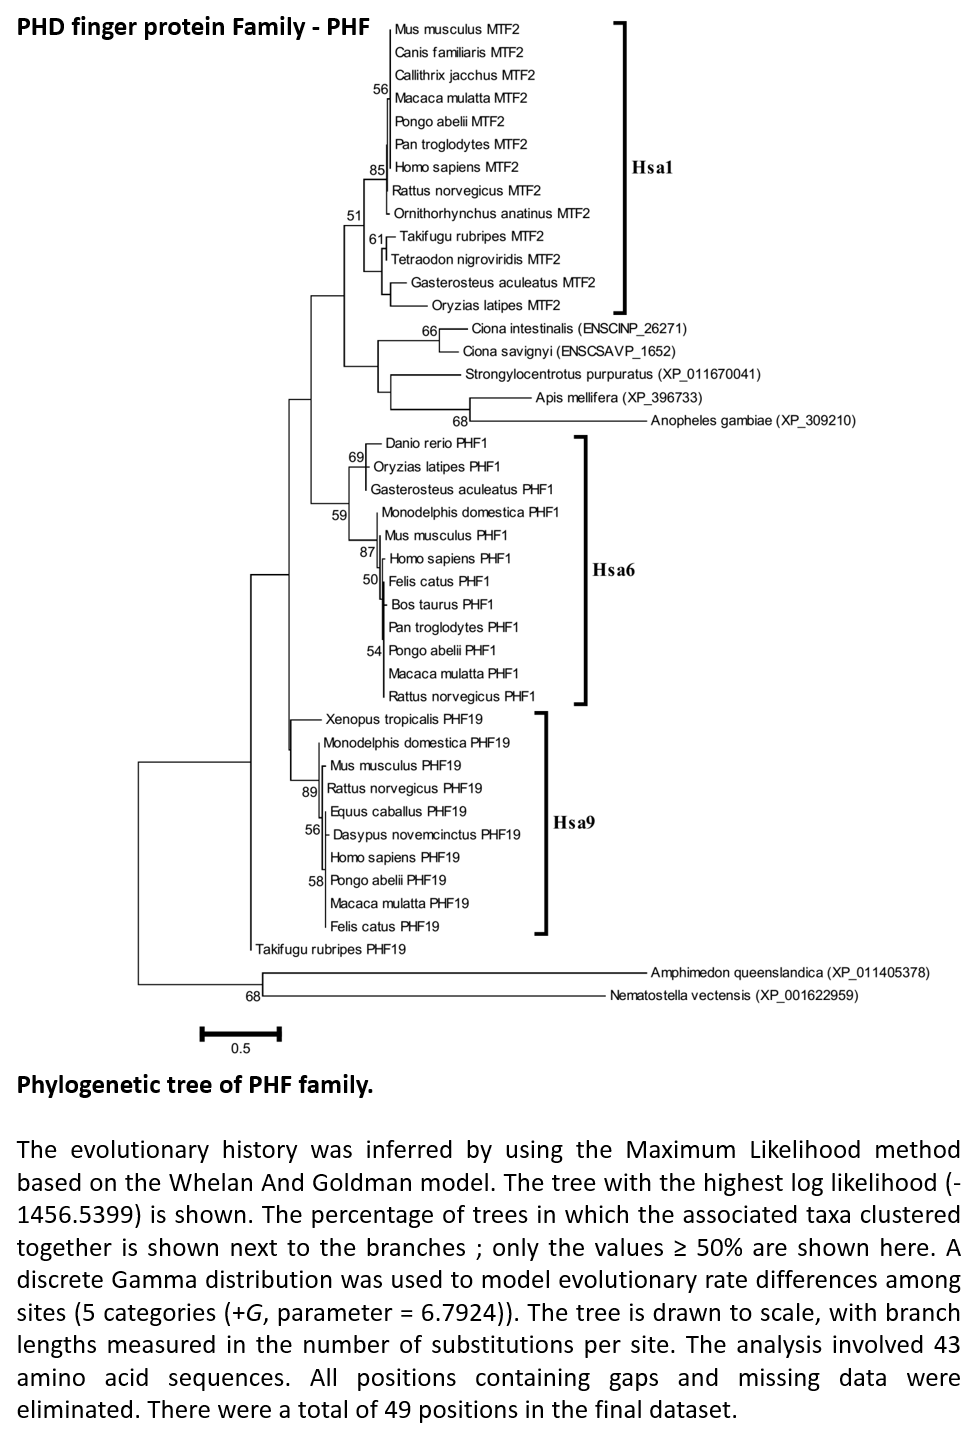 PHD finger protein Family - PHF
Mus musculus MTF2
Canis familiaris MTF2
Callithrix jacchus MTF2
56
Macaca mulatta MTF2
Pongo abelii MTF2
Pan troglodytes MTF2
Homo sapiens MTF2
Hsa1
85
Rattus norvegicus MTF2
Ornithorhynchus anatinus MTF2
51
Takifugu rubripes MTF2
61
Tetraodon nigroviridis MTF2
Gasterosteus aculeatus MTF2
Oryzias latipes MTF2
Ciona intestinalis (ENSCINP_26271)
66
Ciona savignyi (ENSCSAVP_1652)
Strongylocentrotus purpuratus (XP_011670041)
Apis mellifera (XP_396733)
Anopheles gambiae (XP_309210)
68
Danio rerio PHF1
69
Oryzias latipes PHF1
Gasterosteus aculeatus PHF1
59
Monodelphis domestica PHF1
Mus musculus PHF1
87
Homo sapiens PHF1
Hsa6
50
Felis catus PHF1
Bos taurus PHF1
Pan troglodytes PHF1
54
Pongo abelii PHF1
Macaca mulatta PHF1
Rattus norvegicus PHF1
Xenopus tropicalis PHF19
Monodelphis domestica PHF19
Mus musculus PHF19
89
Rattus norvegicus PHF19
Equus caballus PHF19
Hsa9
56
Dasypus novemcinctus PHF19
Homo sapiens PHF19
58
Pongo abelii PHF19
Macaca mulatta PHF19
Felis catus PHF19
Takifugu rubripes PHF19
Amphimedon queenslandica (XP_011405378)
68
Nematostella vectensis (XP_001622959)
0.5
Phylogenetic tree of PHF family.
The evolutionary history was inferred by using the Maximum Likelihood method
based on the Whelan And Goldman model. The tree with the highest log likelihood (-
1456.5399) is shown. The percentage of trees in which the associated taxa clustered
together is shown next to the branches ; only the values ≥ 50% are shown here. A
discrete Gamma distribution was used to model evolutionary rate differences among
sites (5 categories (+G, parameter = 6.7924)). The tree is drawn to scale, with branch
lengths measured in the number of substitutions per site. The analysis involved 43
amino acid sequences. All positions containing gaps and missing data were
eliminated. There were a total of 49 positions in the final dataset.